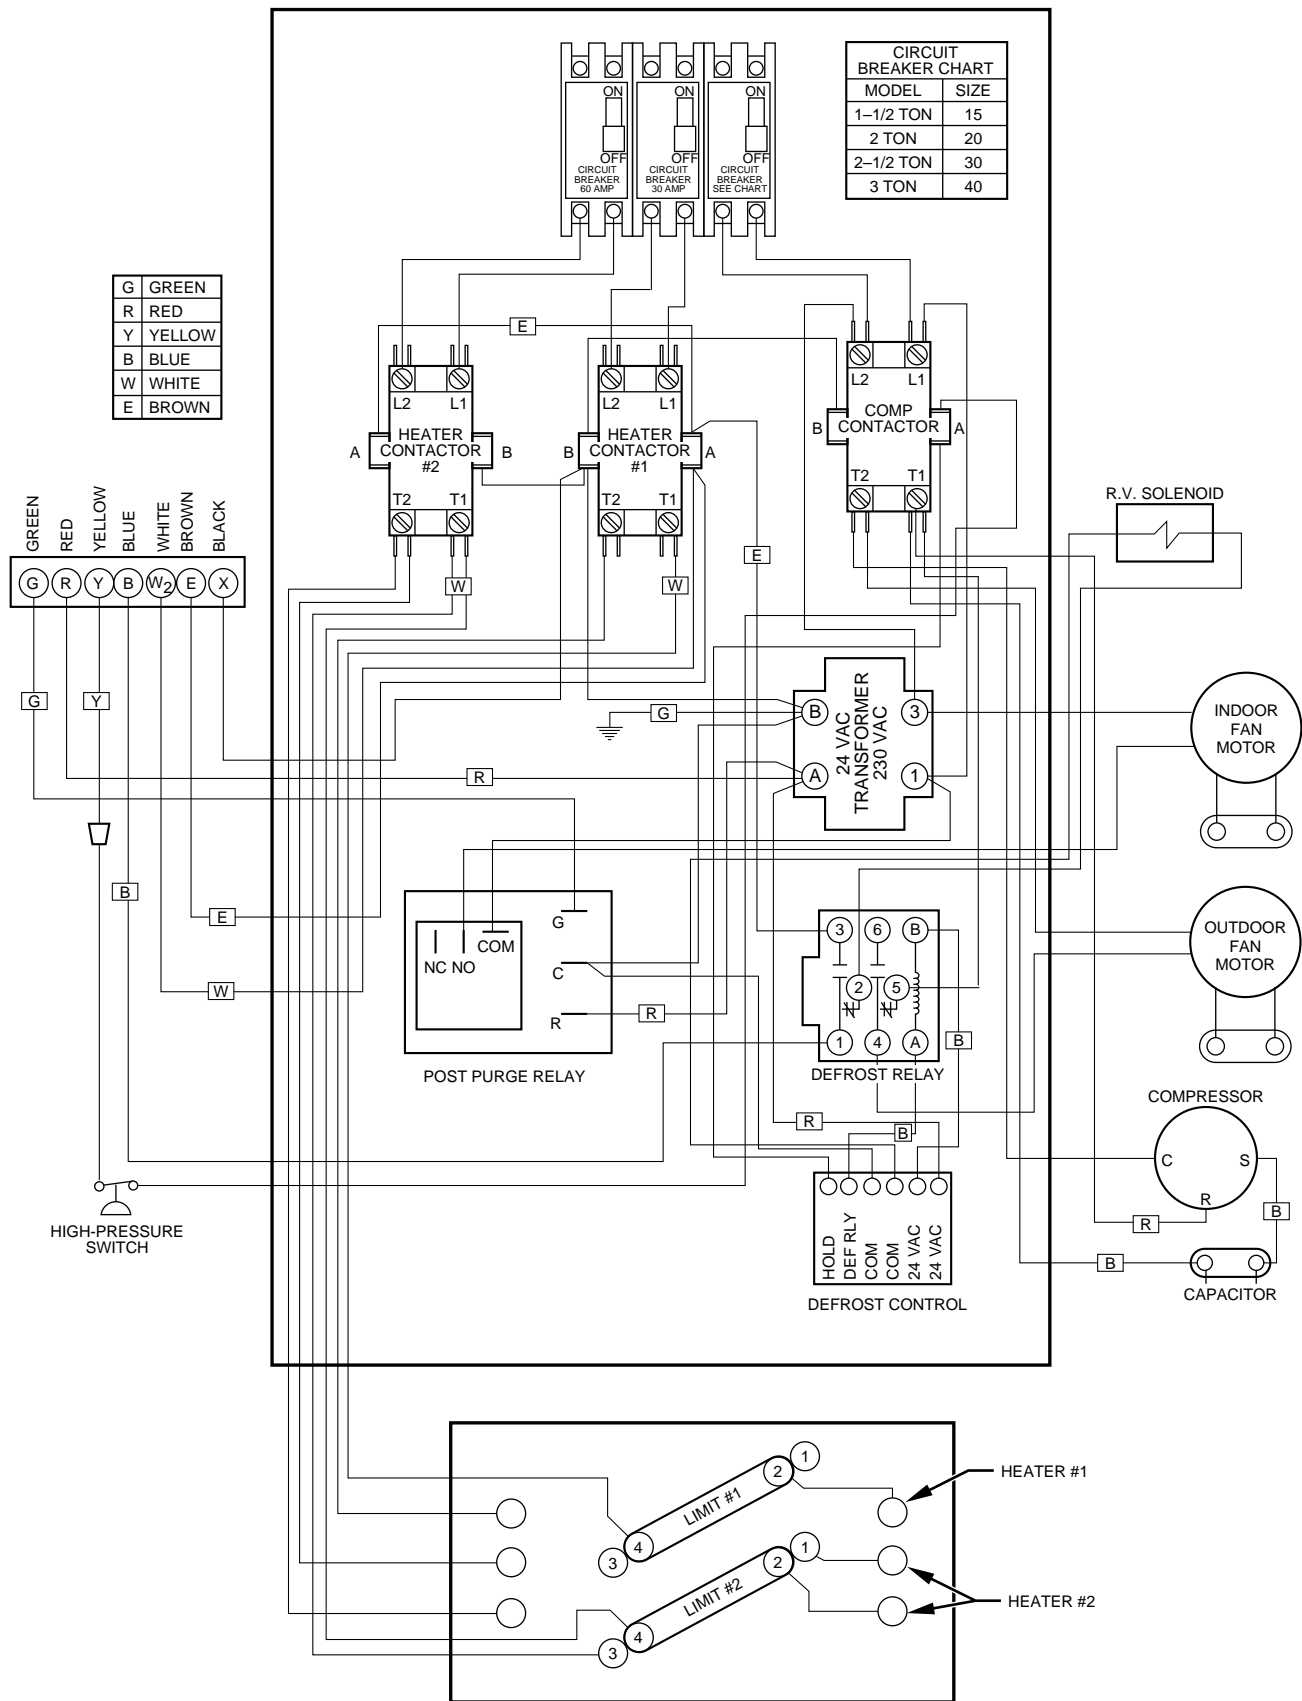 CIRCUIT
BREAKER CHART
MODEL SIZE
1–1/2 TON 15
2 TON 20
2–1/2 TON 30
3 TON 40
ON
OFF
CIRCUIT
BREAKER
60 AMP
ON
OFF
CIRCUIT
BREAKER
30 AMP
ON
OFF
CIRCUIT
BREAKER
SEE CHART
G GREEN
R RED
Y YELLOW
B BLUE
W WHITE
E BROWN
E
L2 L1
A HEATER B
CONTACTOR
#2
T2 T1
L2 L1
B HEATER A
CONTACTOR
#1
T2 T1
L2 L1
B COMP A
CONTACTOR
T2 T1
R.V. SOLENOID
GREEN
RED
YELLOW
BLUE
WHITE
BROWN
BLACK
G R Y B W2 E X
W
W
E
G
Y
G
R
B
A
24 VAC
TRANSFORMER
230 VAC
3
1
INDOOR
FAN
MOTOR
B
E
W
G
C
R
NC NO COM
R
POST PURGE RELAY
3 6 B
2 5
1 4 A
B
DEFROST RELAY
OUTDOOR
FAN
MOTOR
R
B
HOLD
DEF RLY
COM
COM
24 VAC
24 VAC
DEFROST CONTROL
COMPRESSOR
C S
R
R
B
B
CAPACITOR
HIGH-PRESSURE
SWITCH
1
2
LIMIT #1
4
3
HEATER #1
1
2
LIMIT #2
4
3
HEATER #2